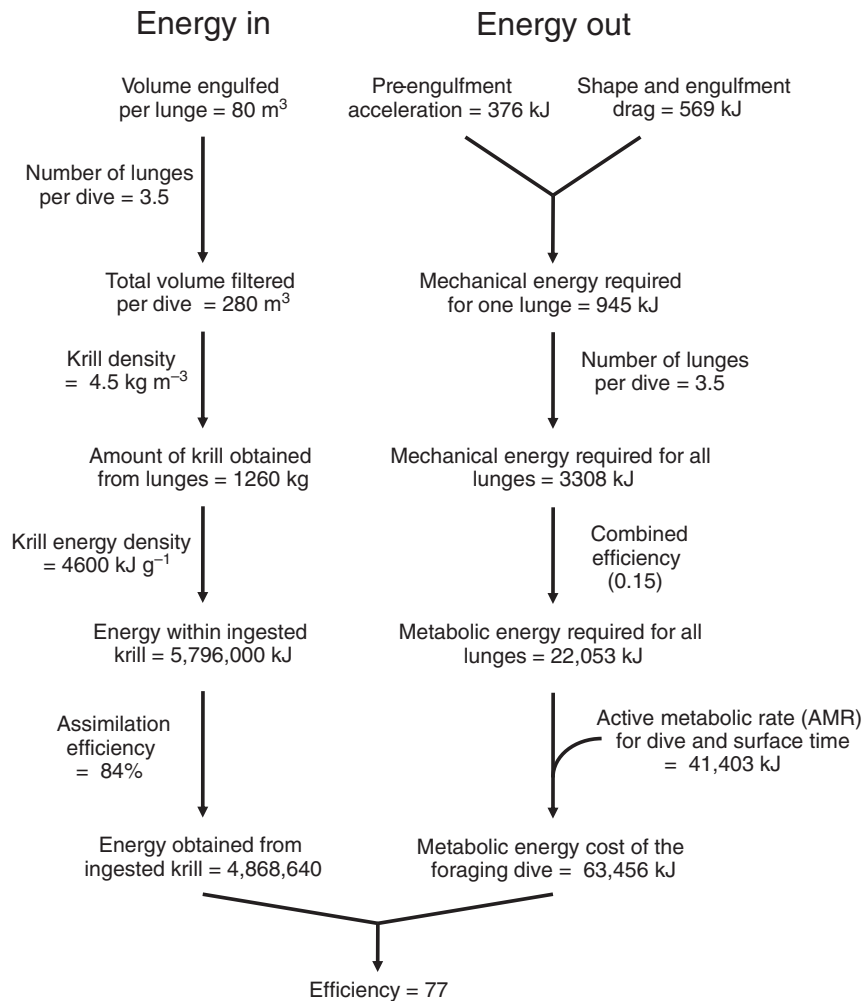 Energy in
Energy out
Volume engulfed
per lunge = 80 m³
Pre-engulfment
acceleration = 376 kJ
Shape and engulfment
drag = 569 kJ
Number of lunges
per dive = 3.5
Total volume filtered
per dive = 280 m³
Mechanical energy required
for one lunge = 945 kJ
Krill density
= 4.5 kg m⁻³
Number of lunges
per dive = 3.5
Amount of krill obtained
from lunges = 1260 kg
Mechanical energy required for all
lunges = 3308 kJ
Krill energy density
= 4600 kJ g⁻¹
Combined
efficiency
(0.15)
Energy within ingested
krill = 5,796,000 kJ
Metabolic energy required for all
lunges = 22,053 kJ
Assimilation
efficiency
= 84%
Active metabolic rate (AMR)
for dive and surface time
= 41,403 kJ
Energy obtained from
ingested krill = 4,868,640
Metabolic energy cost of the
foraging dive = 63,456 kJ
Efficiency = 77